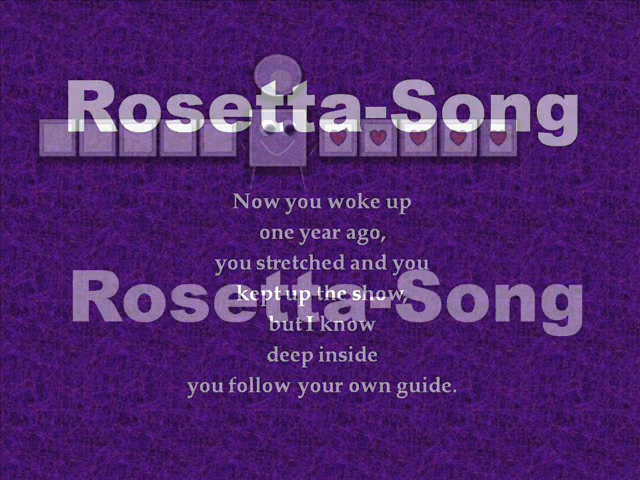 Rosetta-Song
Now you woke up
one year ago,
you stretched and you
kept up the show,
but I know
deep inside
you follow your own guide.
Rosetta-Song